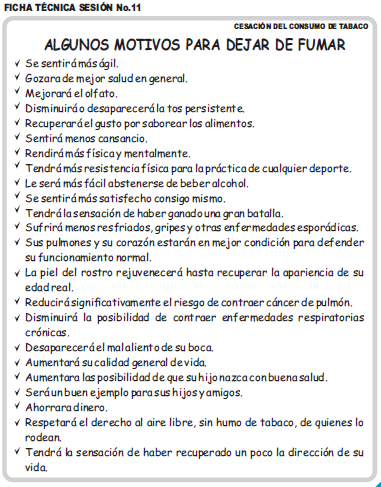 FICHA TÉCNICA SESIÓN No.11
CESACIÓN DEL CONSUMO DE TABACO
ALGUNOS MOTIVOS PARA DEJAR DE FUMAR
✓ Se sentirá más ágil.
✓ Gozara de mejor salud en general.
✓ Mejorará el olfato.
✓ Disminuirá o desaparecerá la tos persistente.
✓ Recuperará el gusto por saborear los alimentos.
✓ Sentirá menos cansancio.
✓ Rendirá más física y mentalmente.
✓ Tendrá más resistencia física para la práctica de cualquier deporte.
✓ Le será más fácil abstenerse de beber alcohol.
✓ Se sentirá más satisfecho consigo mismo.
✓ Tendrá la sensación de haber ganado una gran batalla.
✓ Sufrirá menos resfriados, gripes y otras enfermedades esporádicas.
✓ Sus pulmones y su corazón estarán en mejor condición para defender
su funcionamiento normal.
✓ La piel del rostro rejuvenecerá hasta recuperar la apariencia de su
edad real.
✓ Reducirá significativamente el riesgo de contraer cáncer de pulmón.
✓ Disminuirá la posibilidad de contraer enfermedades respiratorias
crónicas.
✓ Desaparecerá el mal aliento de su boca.
✓ Aumentará su calidad general de vida.
✓ Aumentara las posibilidad de que su hijo nazca con buena salud.
✓ Será un buen ejemplo para sus hijos y amigos.
✓ Ahorrara dinero.
✓ Respetará el derecho al aire libre, sin humo de tabaco, de quienes lo
rodean.
✓ Tendrá la sensación de haber recuperado un poco la dirección de su
vida.